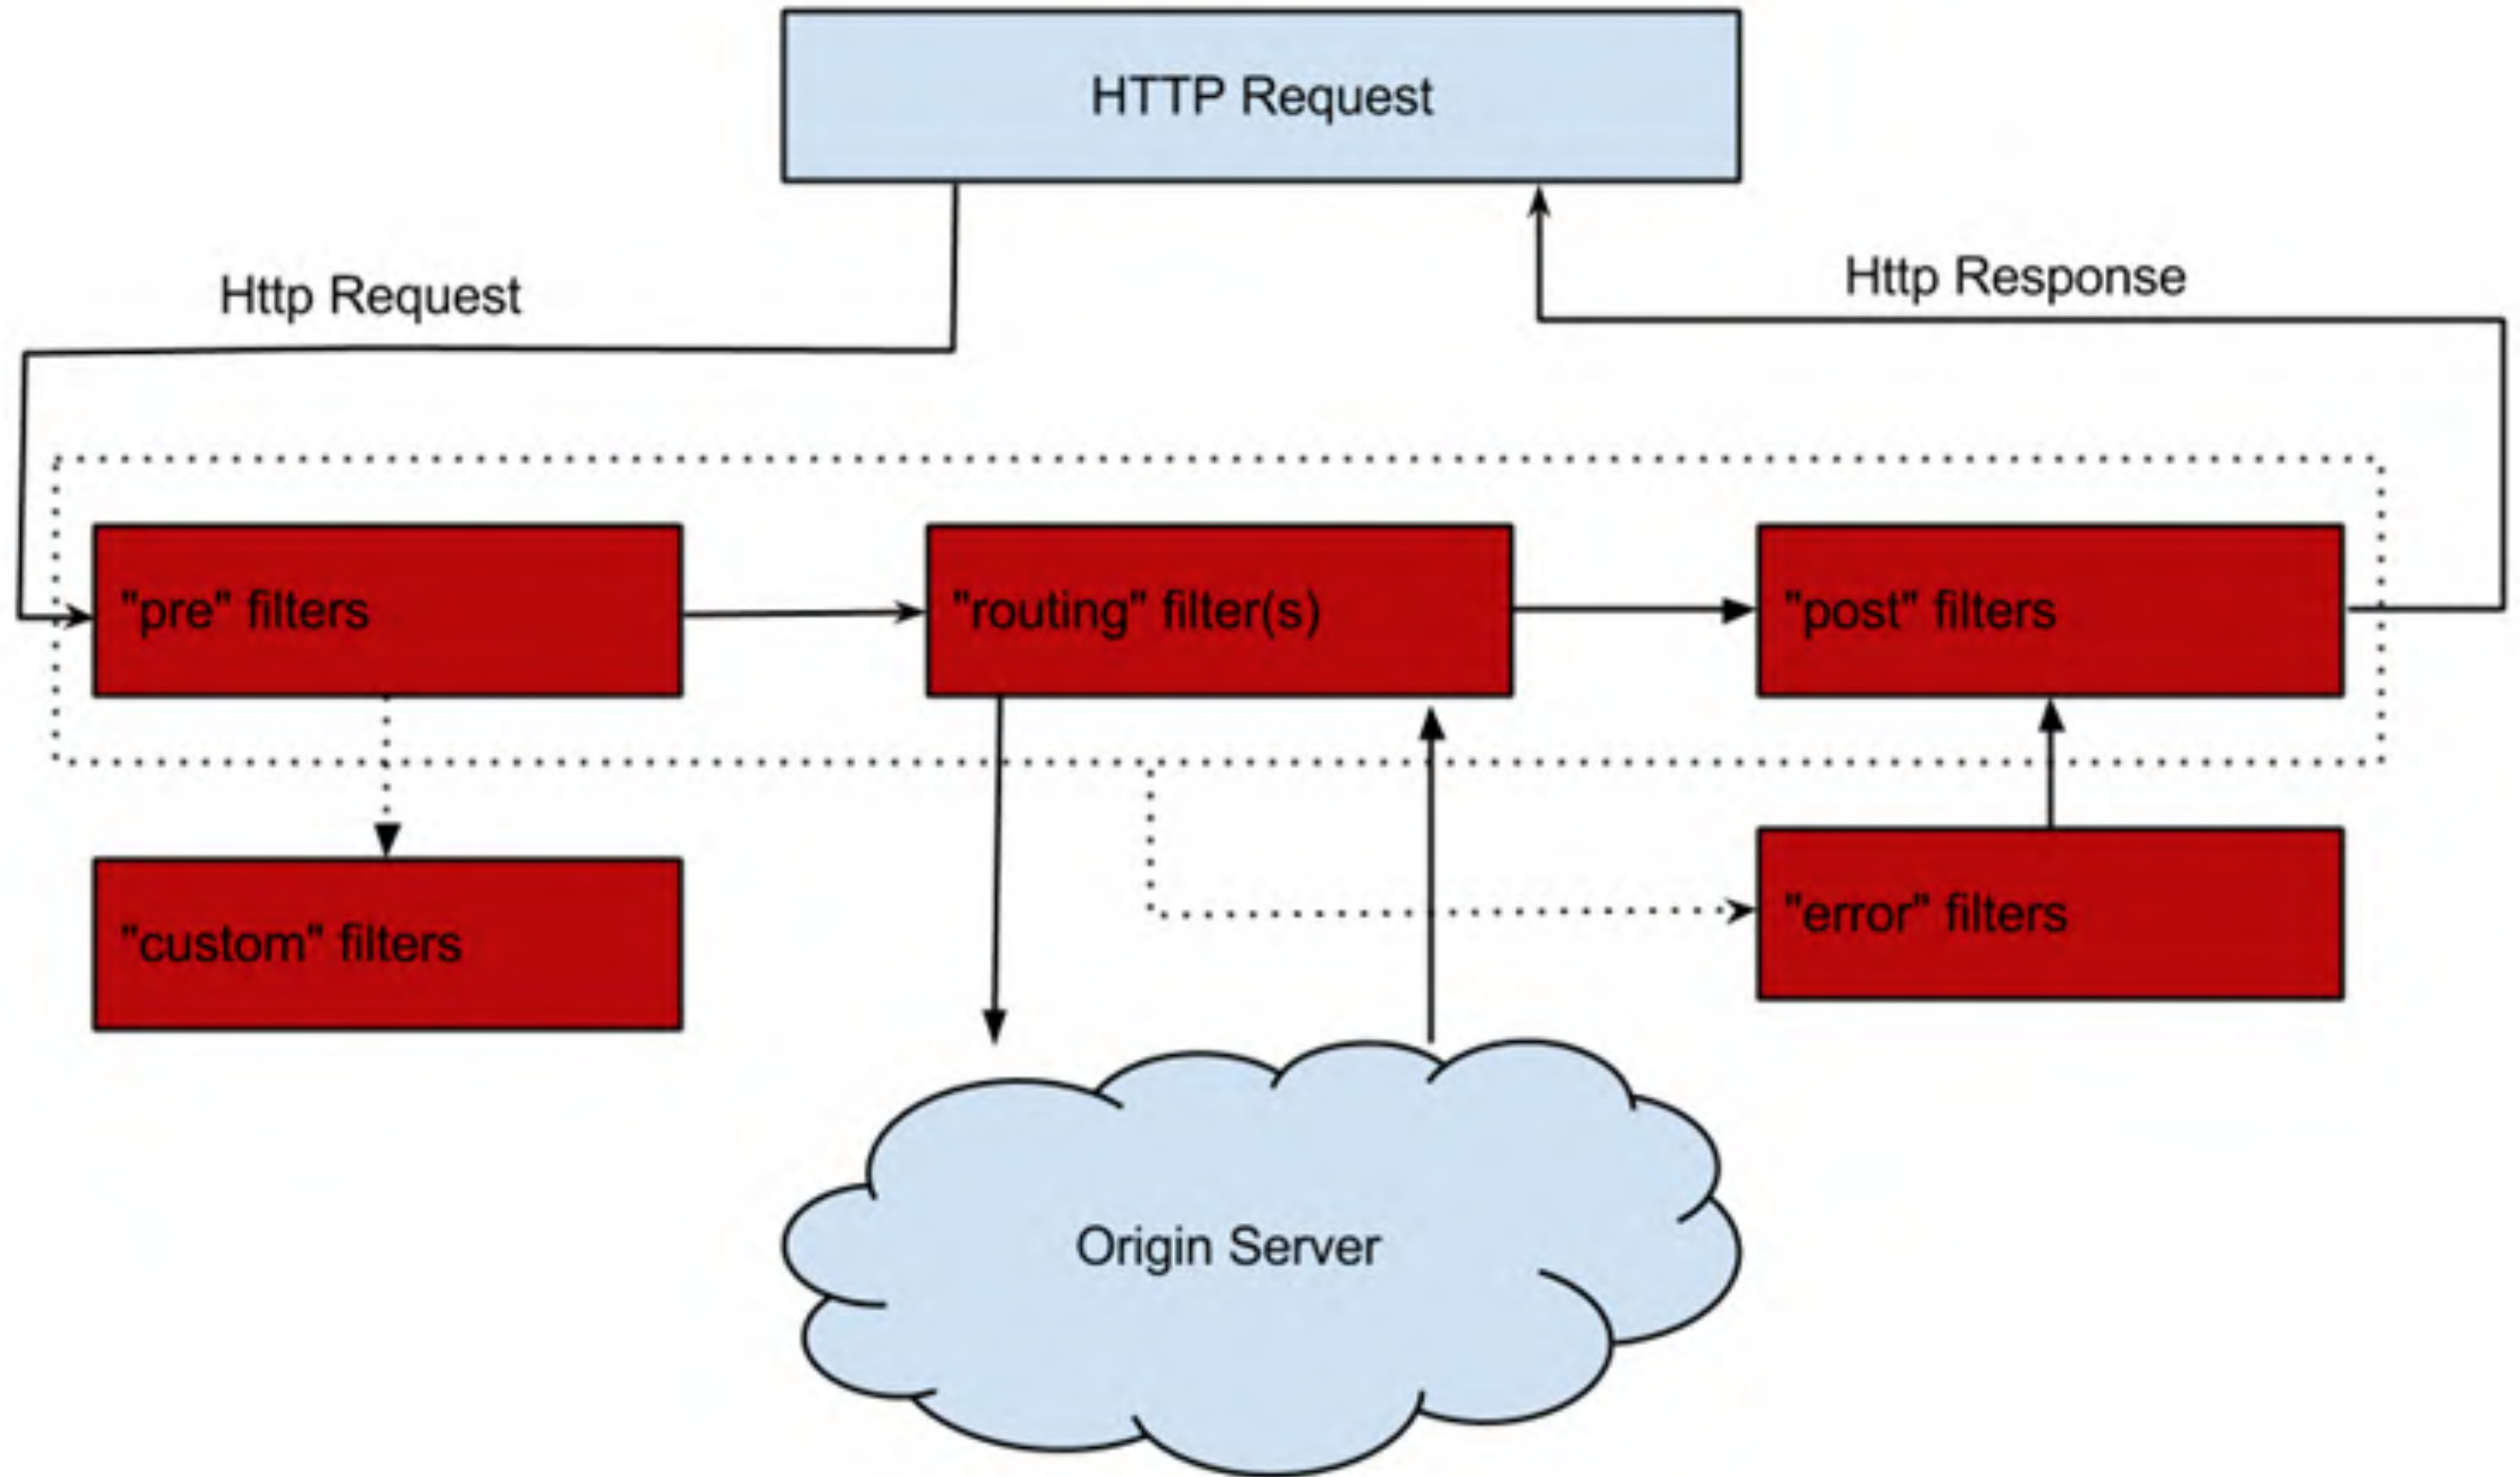 HTTP Request
Http Request
Http Response
"pre" filters
"routing" filter(s)
"post" filters
"custom" filters
"error" filters
Origin Server